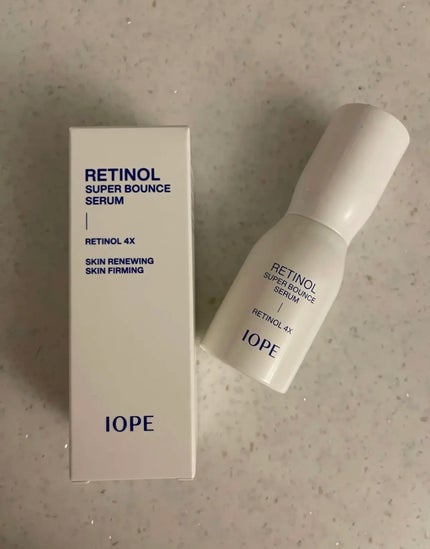 RETINOL
SUPER BOUNCE
SERUM
RETINOL 4X
SKIN RENEWING
SKIN FIRMING
IOPE
RETINOL
SUPER BOUNCE
SERUM
RETINOL 4X
IOPE